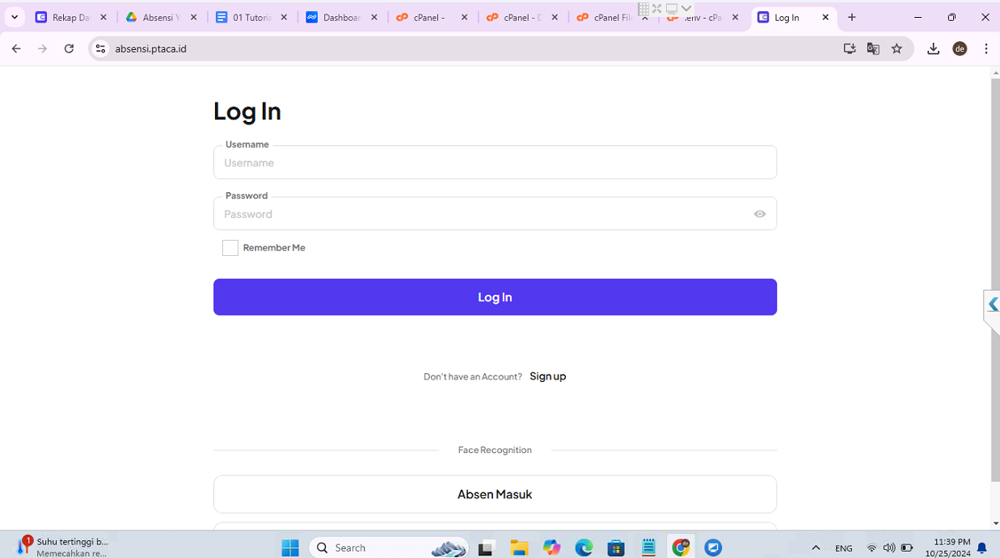 Rekap Da
Absensi Y
01 Tutoria
Dashboar
cPanel -
cPanel - D
cPanel File
.env - cPa
Log In
absensi.ptaca.id
de
Log In
Username
Username
Password
Password
Remember Me
Log In
Don't have an Account? Sign up
Face Recognition
Absen Masuk
1
Suhu tertinggi b...
Memecahkan re...
Search
ENG
11:39 PM
10/25/2024